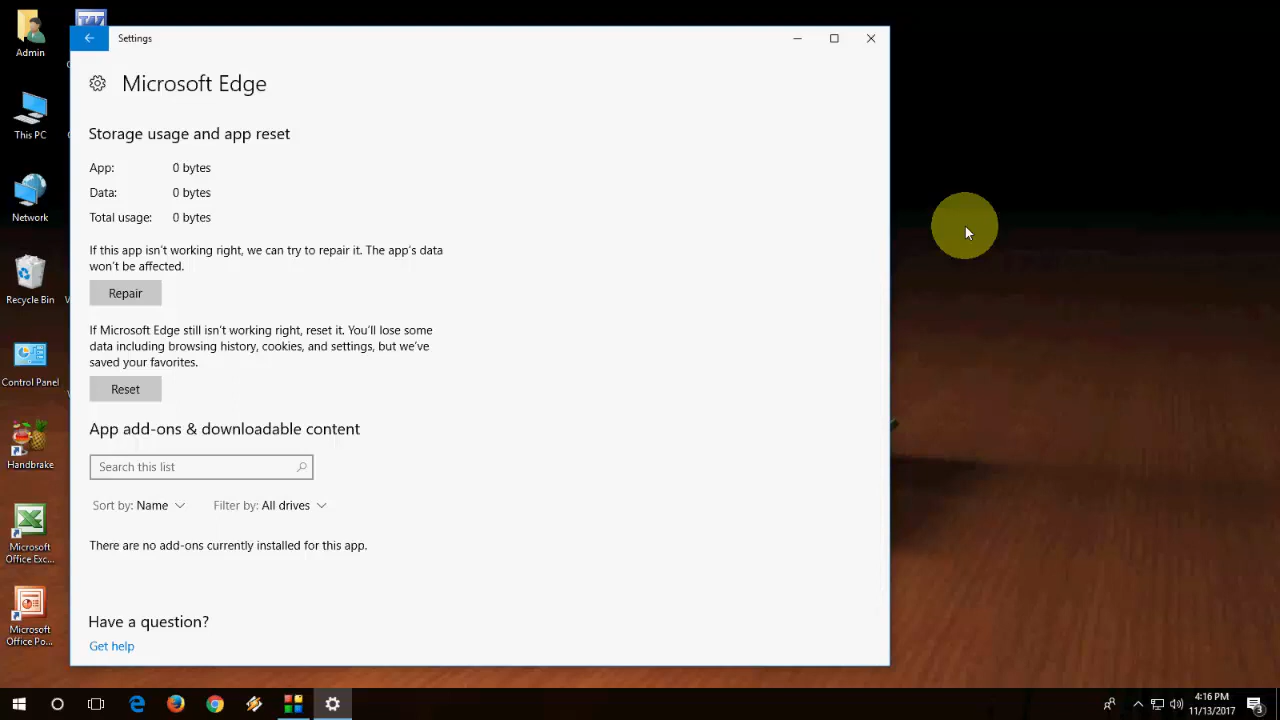 Settings
Microsoft Edge
Storage usage and app reset
App: 0 bytes
Data: 0 bytes
Total usage: 0 bytes
If this app isn't working right, we can try to repair it. The app's data
won't be affected.
Repair
If Microsoft Edge still isn't working right, reset it. You'll lose some
data including browsing history, cookies, and settings, but we've
saved your favorites.
Reset
App add-ons & downloadable content
Search this list
Sort by: Name Filter by: All drives
There are no add-ons currently installed for this app.
Have a question?
Get help
Admin
This PC
Network
Recycle Bin
Control Panel
Handbrake
Microsoft
Office Exc...
Microsoft
Office Po...
4:16 PM
11/13/2017
3